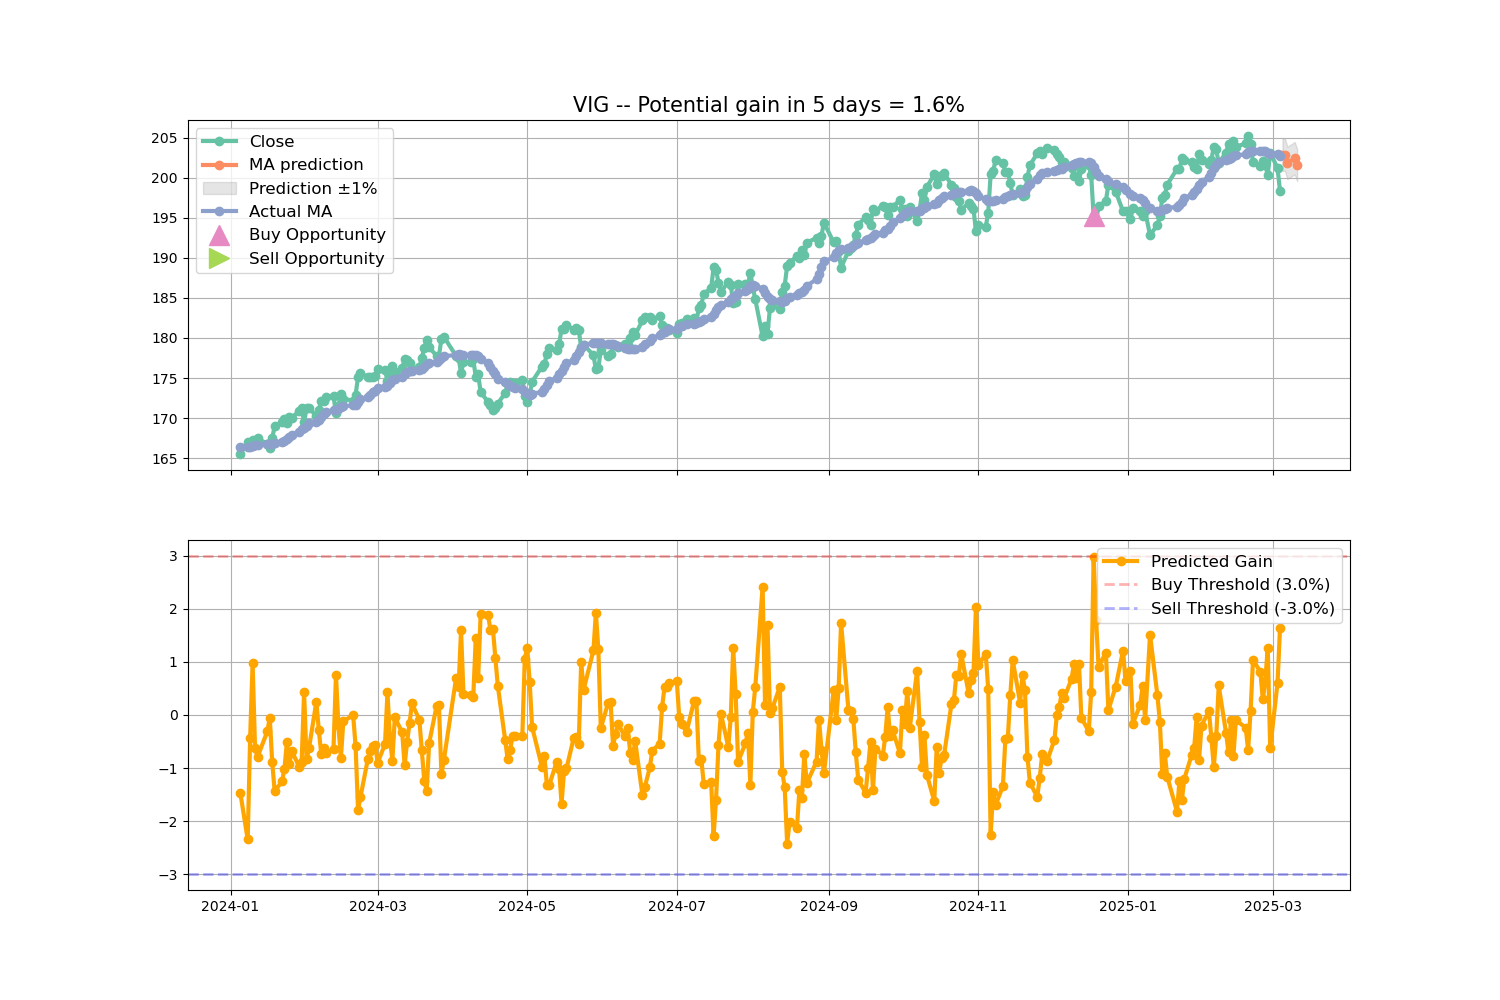 VIG -- Potential gain in 5 days = 1.6%
205
200
195
190
185
180
175
170
165
Close
MA prediction
Prediction ±1%
Actual MA
Buy Opportunity
Sell Opportunity
3
2
1
0
−1
−2
−3
Predicted Gain
Buy Threshold (3.0%)
Sell Threshold (-3.0%)
2024-01 2024-03 2024-05 2024-07 2024-09 2024-11 2025-01 2025-03